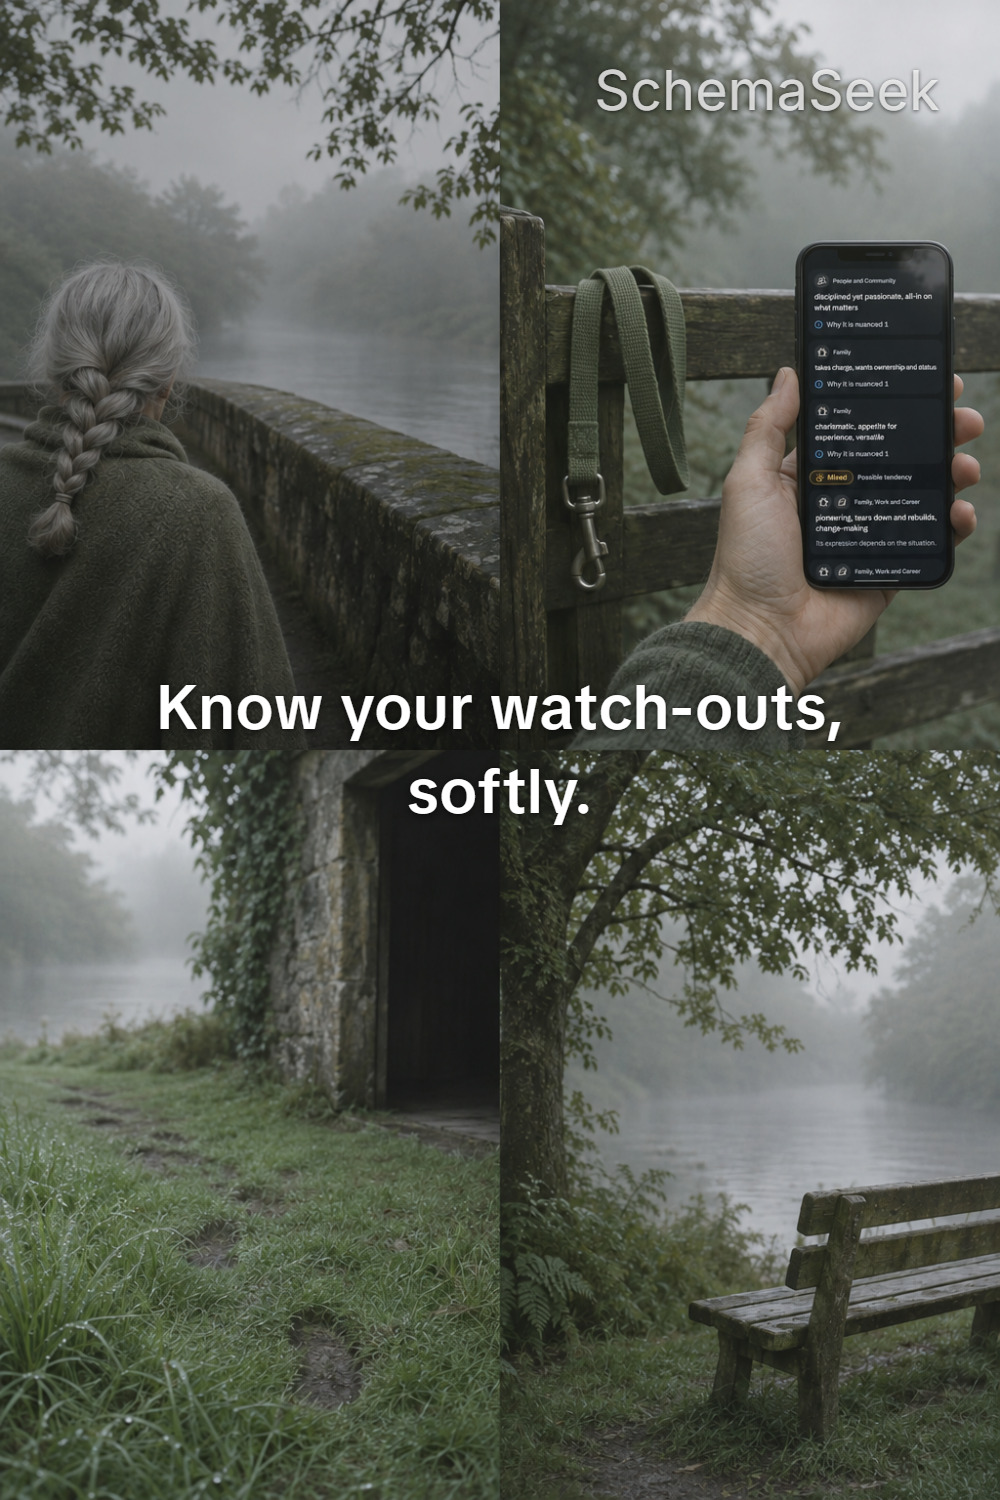 SchemaSeek
People and Community
disciplined yet passionate, all-in on
what matters
Why it is nuanced 1
Family
takes charge, wants ownership and status
Why it is nuanced 1
Family
charismatic, appetite for
experience, versatile
Why it is nuanced 1
Mixed Possible tendency
Family, Work and Career
pioneering, tears down and rebuilds,
change-making
Its expression depends on the situation.
Family, Work and Career
Know your watch-outs,
softly.